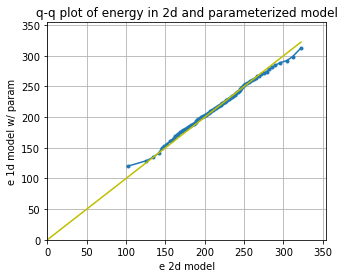 q-q plot of energy in 2d and parameterized model
350
300
250
200
150
100
50
0
e 1d model w/ param
0 50 100 150 200 250 300 350
e 2d model